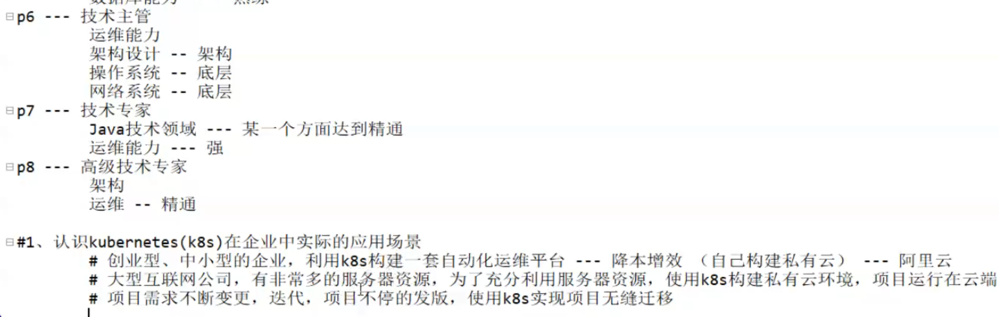 p6 --- 技术主管
运维能力
架构设计 -- 架构
操作系统 -- 底层
网络系统 -- 底层
p7 --- 技术专家
Java技术领域 --- 某一个方面达到精通
运维能力 --- 强
p8 --- 高级技术专家
架构
运维 -- 精通
#1、认识kubernetes(k8s)在企业中实际的应用场景
# 创业型、中小型的企业，利用k8s构建一套自动化运维平台 --- 降本增效 （自己构建私有云） --- 阿里云
# 大型互联网公司，有非常多的服务器资源，为了充分利用服务器资源，使用k8s构建私有云环境，项目运行在云端
# 项目需求不断变更，迭代，项目不停的发版，使用k8s实现项目无缝迁移